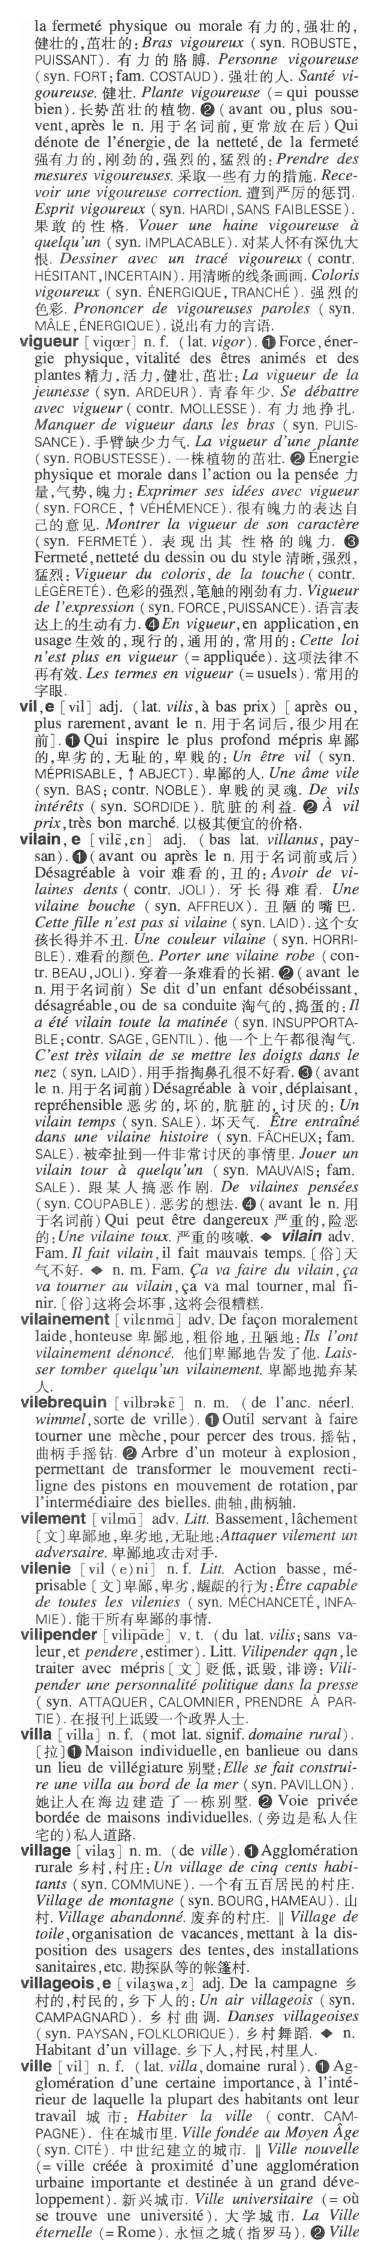 la fermeté physique ou morale 有力的,强壮的,
健壮的,茁壮的: Bras vigoureux (syn. ROBUSTE,
PUISSANT). 有力的胳膊. Personne vigoureuse
(syn. FORT; fam. COSTAUD). 强壮的人. Santé vi-
goureuse. 健壮. Plante vigoureuse (= qui pousse
bien). 长势茁壮的植物. ❷ (avant ou, plus sou-
vent, après le n. 用于名词前,更常放在后) Qui
dénote de l'énergie, de la netteté, de la fermeté
强有力的,刚劲的,强烈的,猛烈的: Prendre des
mesures vigoureuses. 采取一些有力的措施. Rece-
voir une vigoureuse correction. 遭到严厉的惩罚.
Esprit vigoureux (syn. HARDI, SANS FAIBLESSE).
果敢的性格. Vouer une haine vigoureuse à
quelqu'un (syn. IMPLACABLE). 对某人怀有深仇大
恨. Dessiner avec un tracé vigoureux (contr.
HÉSITANT, INCERTAIN). 用清晰的线条画画. Coloris
vigoureux (syn. ÉNERGIQUE, TRANCHÉ). 强烈的
色彩. Prononcer de vigoureuses paroles (syn.
MÂLE, ÉNERGIQUE). 说出有力的言语.
vigueur [vigœr] n. f. (lat. vigor). ❶ Force, éner-
gie physique, vitalité des êtres animés et des
plantes 精力,活力,健壮,茁壮: La vigueur de la
jeunesse (syn. ARDEUR). 青春年少. Se débattre
avec vigueur (contr. MOLLESSE). 有力地挣扎.
Manquer de vigueur dans les bras (syn. PUIS-
SANCE). 手臂缺少力气. La vigueur d'une plante
(syn. ROBUSTESSE). 一株植物的茁壮. ❷ Énergie
physique et morale dans l'action ou la pensée 力
量,气势,魄力: Exprimer ses idées avec vigueur
(syn. FORCE, ↑ VÉHÉMENCE). 很有魄力的表达自
己的意见. Montrer la vigueur de son caractère
(syn. FERMETÉ). 表现出其 性格的魄力. ❸
Fermeté, netteté du dessin ou du style 清晰,强烈,
猛烈: Vigueur du coloris, de la touche (contr.
LÉGÈRETÉ). 色彩的强烈,笔触的刚劲有力. Vigueur
de l'expression (syn. FORCE, PUISSANCE). 语言表
达上的生动有力. ❹ En vigueur, en application, en
usage 生效的,现行的,通用的,常用的: Cette loi
n'est plus en vigueur (= appliquée). 这项法律不
再有效. Les termes en vigueur (= usuels). 常用的
字眼.
vil, e [vil] adj. (lat. vilis, à bas prix) [après ou,
plus rarement, avant le n. 用于名词后,很少用在
前]. ❶ Qui inspire le plus profond mépris 卑鄙
的,卑劣的,无耻的,卑贱的: Un être vil (syn.
MÉPRISABLE, ↑ ABJECT). 卑鄙的人. Une âme vile
(syn. BAS; contr. NOBLE). 卑贱的灵魂. De vils
intérêts (syn. SORDIDE). 肮脏的利益. ❷ À vil
prix, très bon marché. 以极其便宜的价格.
vilain, e [vilɛ̃, ɛn] adj. (bas lat. villanus, pay-
san). ❶ (avant ou après le n. 用于名词前或后)
Désagréable à voir 难看的,丑的: Avoir de vi-
laines dents (contr. JOLI). 牙长得难看. Une
vilaine bouche (syn. AFFREUX). 丑陋的嘴巴.
Cette fille n'est pas si vilaine (syn. LAID). 这个女
孩长得并不丑. Une couleur vilaine (syn. HORRI-
BLE). 难看的颜色. Porter une vilaine robe (con-
tr. BEAU, JOLI). 穿着一条难看的长裙. ❷ (avant le
n. 用于名词前) Se dit d'un enfant désobéissant,
désagréable, ou de sa conduite 淘气的,捣蛋的: Il
a été vilain toute la matinée (syn. INSUPPORTA-
BLE; contr. SAGE, GENTIL). 他一个上午都很淘气.
C'est très vilain de se mettre les doigts dans le
nez (syn. LAID). 用手指掏鼻孔很不好看. ❸ (avant
le n. 用于名词前) Désagréable à voir, déplaisant,
repréhensible 恶劣的,坏的,肮脏的,讨厌的: Un
vilain temps (syn. SALE). 坏天气. Être entraîné
dans une vilaine histoire (syn. FÂCHEUX; fam.
SALE). 被牵扯到一件非常讨厌的事情里. Jouer un
vilain tour à quelqu'un (syn. MAUVAIS; fam.
SALE). 跟某人搞恶作剧. De vilaines pensées
(syn. COUPABLE). 恶劣的想法. ❹ (avant le n. 用
于名词前) Qui peut être dangereux 严重的,险恶
的: Une vilaine toux. 严重的咳嗽. ◆ vilain adv.
Fam. Il fait vilain, il fait mauvais temps. 〔俗〕天
气不好. ◆ n. m. Fam. Ça va faire du vilain, ça
va tourner au vilain, ça va mal tourner, mal fi-
nir. 〔俗〕这将会坏事,这将会很糟糕.
vilainement [vilɛnmɑ̃] adv. De façon moralement
laide, honteuse 卑鄙地,粗俗地,丑陋地: Ils l'ont
vilainement dénoncé. 他们卑鄙地告发了他. Lais-
ser tomber quelqu'un vilainement. 卑鄙地抛弃某
人.
vilebrequin [vilbrəkɛ̃] n. m. (de l'anc. néerl.
wimmel, sorte de vrille). ❶ Outil servant à faire
tourner une mèche, pour percer des trous. 摇钻,
曲柄手摇钻. ❷ Arbre d'un moteur à explosion,
permettant de transformer le mouvement recti-
ligne des pistons en mouvement de rotation, par
l'intermédiaire des bielles. 曲轴,曲柄轴.
vilement [vilmɑ̃] adv. Litt. Bassement, lâchement
〔文〕卑鄙地,卑劣地,无耻地: Attaquer vilement un
adversaire. 卑鄙地攻击对手.
vilenie [vil(e)ni] n. f. Litt. Action basse, mé-
prisable 〔文〕卑鄙,卑劣,龌龊的行为: Être capable
de toutes les vilenies (syn. MÉCHANCETÉ, INFA-
MIE). 能干所有卑鄙的事情.
vilipender [vilipɑ̃de] v. t. (du lat. vilis; sans va-
leur, et pendere, estimer). Litt. Vilipender qqn, le
traiter avec mépris〔文〕贬低,诋毁,诽谤: Vili-
pender une personnalité politique dans la presse
(syn. ATTAQUER, CALOMNIER, PRENDRE À PAR-
TIE). 在报刊上诋毁一个政界人士.
villa [villa] n. f. (mot lat. signif. domaine rural).
〔拉〕❶ Maison individuelle, en banlieue ou dans
un lieu de villégiature 别墅: Elle se fait construi-
re une villa au bord de la mer (syn. PAVILLON).
她让人在海边建造了一栋别墅. ❷ Voie privée
bordée de maisons individuelles. (旁边是私人住
宅的)私人道路.
village [vilaʒ] n. m. (de ville). ❶ Agglomération
rurale 乡村,村庄: Un village de cinq cents habi-
tants (syn. COMMUNE). 一个有五百居民的村庄.
Village de montagne (syn. BOURG, HAMEAU). 山
村. Village abandonné. 废弃的村庄. ‖ Village de
toile, organisation de vacances, mettant à la dis-
position des usagers des tentes, des installations
sanitaires, etc. 勘探队等的帐篷村.
villageois, e [vilaʒwa, z] adj. De la campagne 乡
村的,村民的,乡下人的: Un air villageois (syn.
CAMPAGNARD). 乡村曲调. Danses villageoises
(syn. PAYSAN, FOLKLORIQUE). 乡村舞蹈. ◆ n.
Habitant d'un village. 乡下人,村民,村里人.
ville [vil] n. f. (lat. villa, domaine rural). ❶ Ag-
glomération d'une certaine importance, à l'inté-
rieur de laquelle la plupart des habitants ont leur
travail 城市: Habiter la ville (contr. CAM-
PAGNE). 住在城市里. Ville fondée au Moyen Âge
(syn. CITÉ). 中世纪建立的城市. ‖ Ville nouvelle
(= ville créée à proximité d'une agglomération
urbaine importante et destinée à un grand déve-
loppement). 新兴城市. Ville universitaire (= où
se trouve une université). 大学城市. La Ville
éternelle (= Rome). 永恒之城(指罗马). ❷ Ville